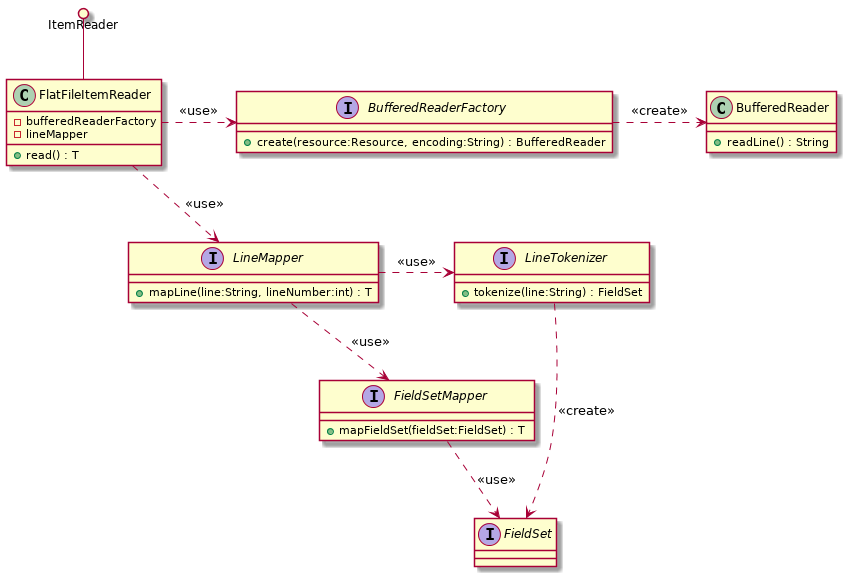 ItemReader
C FlatFileItemReader
bufferedReaderFactory
lineMapper
read() : T
«use»
I BufferedReaderFactory
create(resource:Resource, encoding:String) : BufferedReader
«create»
C BufferedReader
readLine() : String
«use»
I LineMapper
mapLine(line:String, lineNumber:int) : T
«use»
I LineTokenizer
tokenize(line:String) : FieldSet
«use»
I FieldSetMapper
mapFieldSet(fieldSet:FieldSet) : T
«create»
«use»
I FieldSet